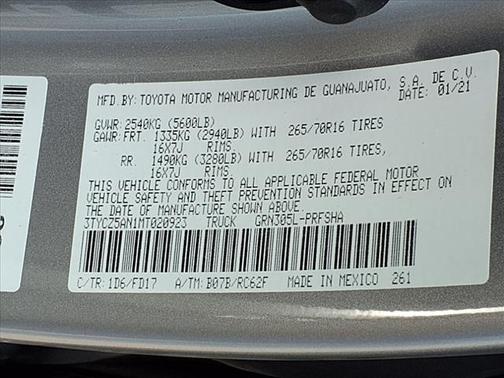 MFD.BY:TOYOTA MOTOR MANUFACTURING DE GUANAJUATO, S.A. DE C.V.
DATE: 01/21
GVWR:2540KG (5600LB)
GAWR:FRT. 1335KG (2940LB) WITH 265/70R16 TIRES
16X7J RIMS.
RR. 1490KG (3280LB) WITH 265/70R16 TIRES,
16X7J RIMS.
THIS VEHICLE CONFORMS TO ALL APPLICABLE FEDERAL MOTOR
VEHICLE SAFETY AND THEFT PREVENTION STANDARDS IN EFFECT ON
THE DATE OF MANUFACTURE SHOWN ABOVE.
3TYCZ5AN1MT020923 TRUCK GRN305L-PRFSHA
C/TR:1D6/FD17 A/TM:B07B/RC62F MADE IN MEXICO 261